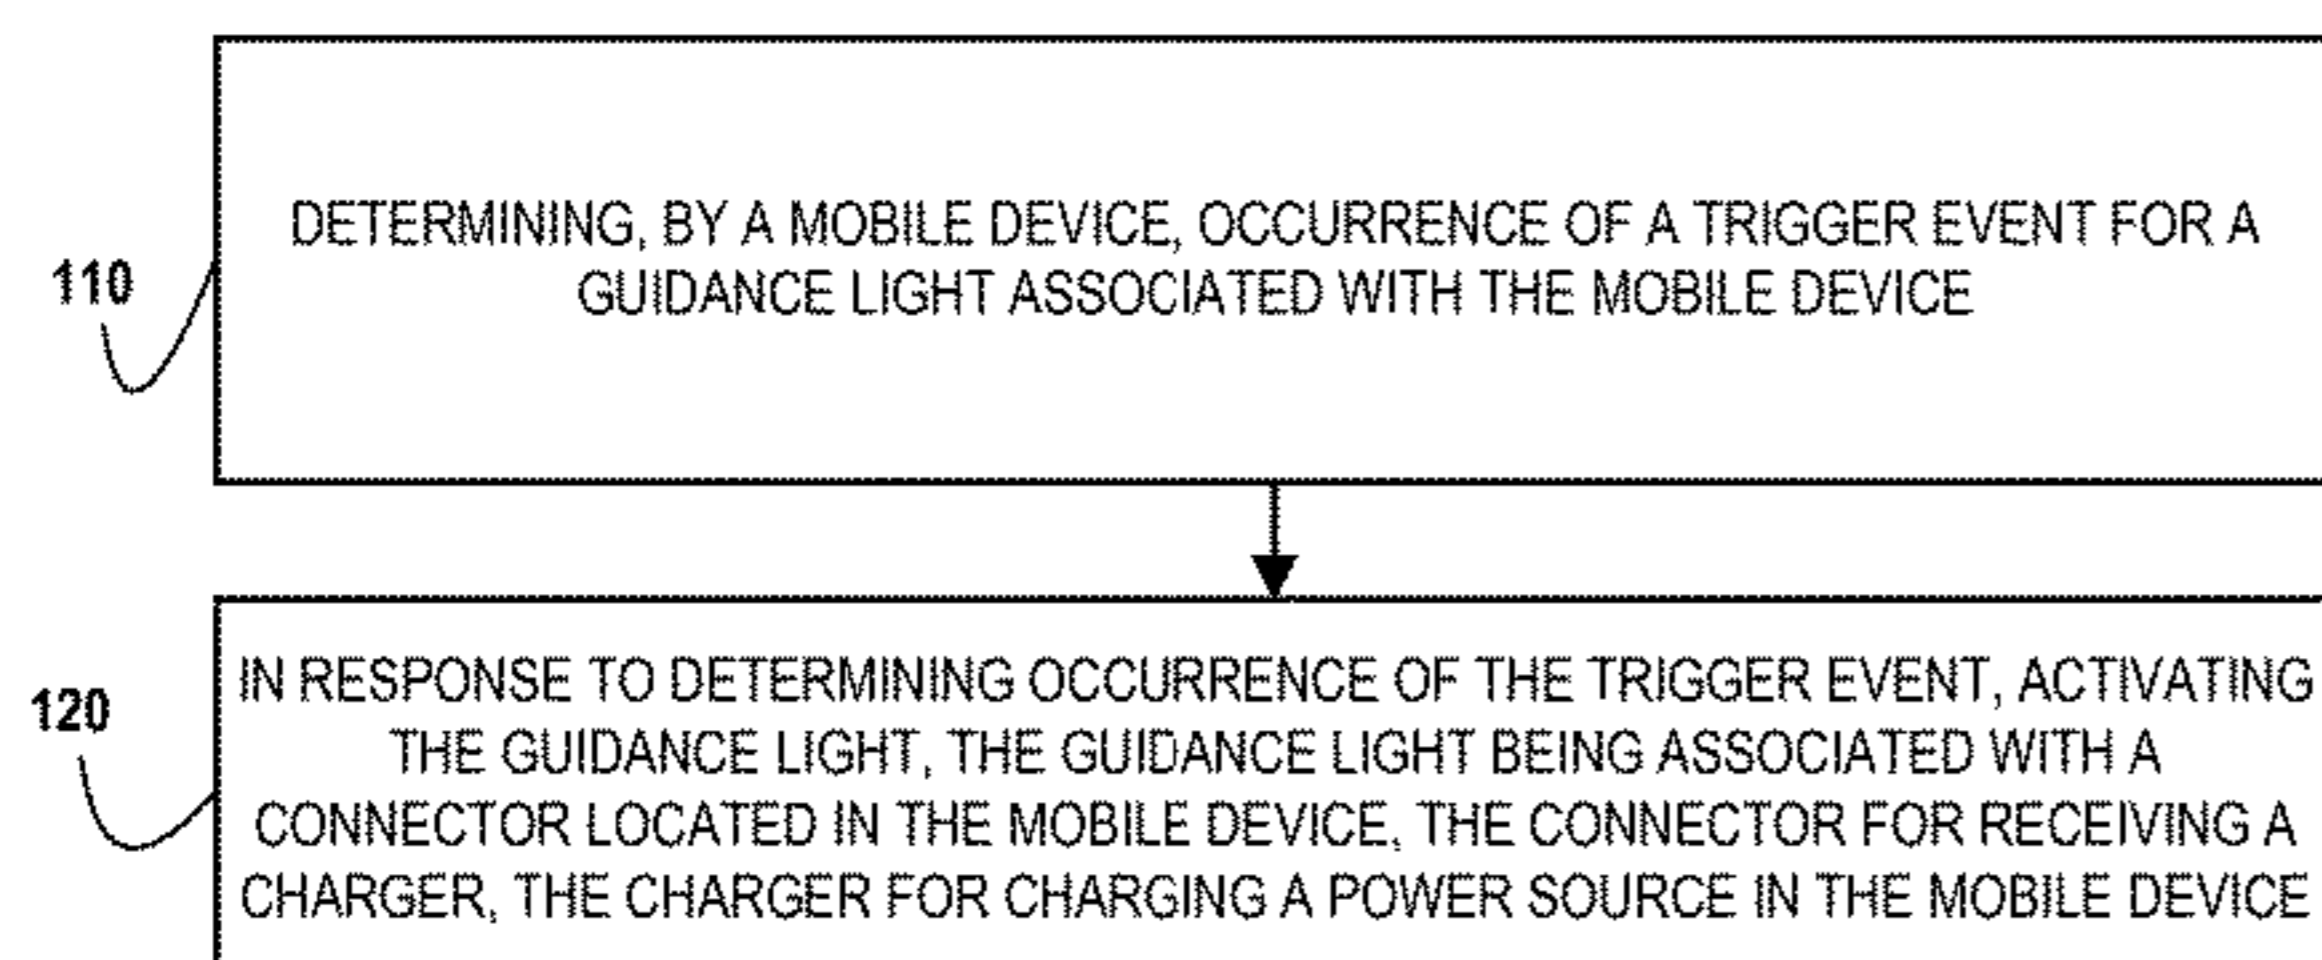 DETERMINING, BY A MOBILE DEVICE, OCCURRENCE OF A TRIGGER EVENT FOR A
GUIDANCE LIGHT ASSOCIATED WITH THE MOBILE DEVICE
110
IN RESPONSE TO DETERMINING OCCURRENCE OF THE TRIGGER EVENT, ACTIVATING
120
THE GUIDANCE LIGHT, THE GUIDANCE LIGHT BEING ASSOCIATED WITH A
CONNECTOR LOCATED IN THE MOBILE DEVICE, THE CONNECTOR FOR RECEIVING A
CHARGER, THE CHARGER FOR CHARGING A POWER SOURCE IN THE MOBILE DEVICE